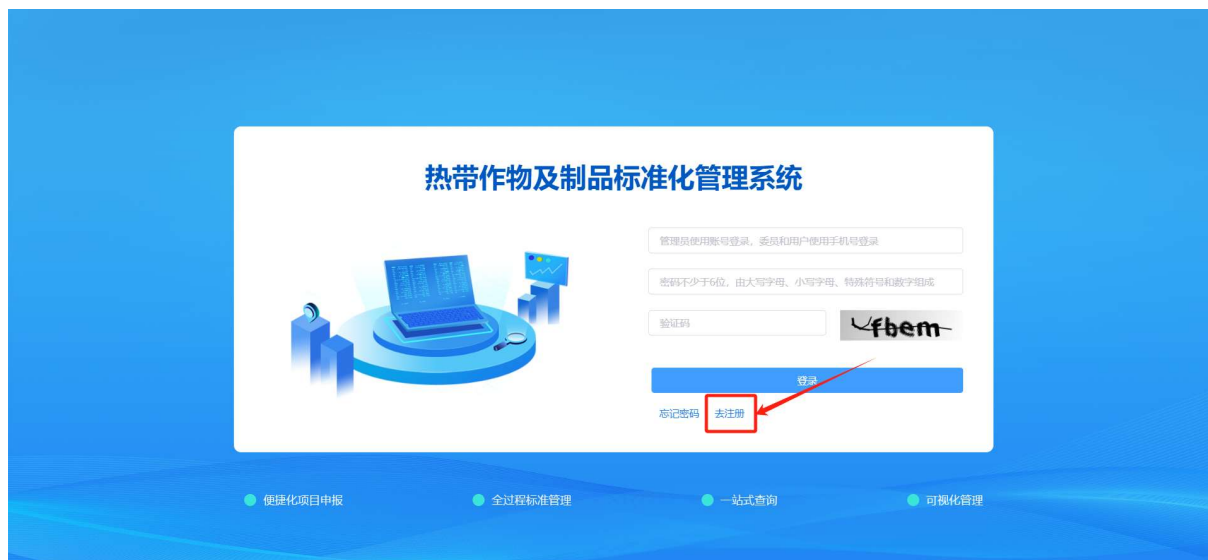 热带作物及制品标准化管理系统
管理员使用账号登录，委员和用户使用手机号登录
密码不少于6位，由大写字母、小写字母、特殊符号和数字组成
验证码
fbem
登录
忘记密码 去注册
便捷化项目申报 全过程标准管理 一站式查询 可视化管理